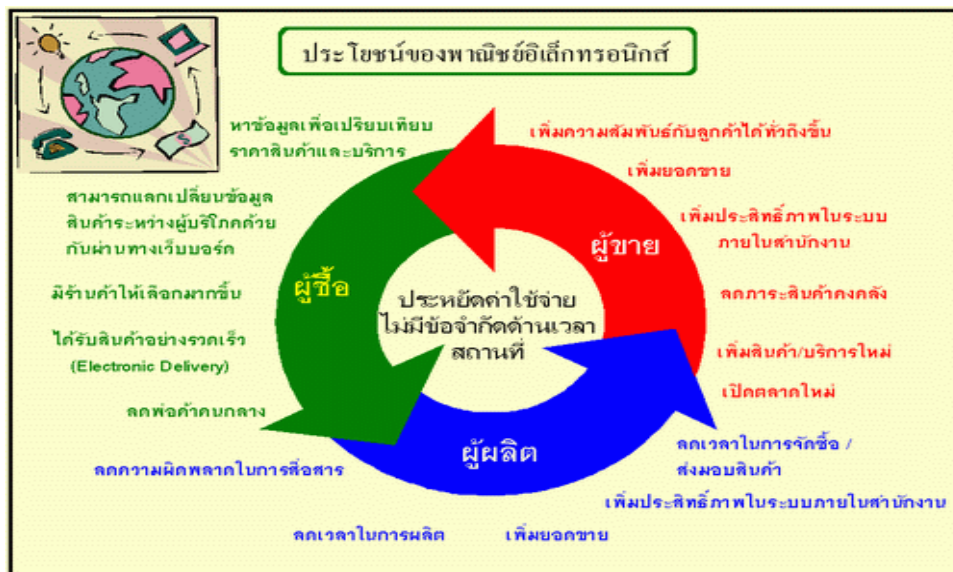 ประโยชน์ของพาณิชย์อิเล็กทรอนิกส์
หาข้อมูลเพื่อเปรียบเทียบ
ราคาสินค้าและบริการ
สามารถแลกเปลี่ยนข้อมูล
สินค้าระหว่างผู้บริโภคด้วย
กันผ่านทางเว็บบอร์ด
มีร้านค้าให้เลือกมากขึ้น
ได้รับสินค้าอย่างรวดเร็ว
(Electronic Delivery)
ลดพ่อค้าคนกลาง
ผู้ซื้อ
ประหยัดค่าใช้จ่าย
ไม่มีข้อจำกัดด้านเวลา
สถานที่
ผู้ขาย
เพิ่มความสัมพันธ์กับลูกค้าได้ทั่วถึงขึ้น
เพิ่มยอดขาย
เพิ่มประสิทธิ์ภาพในระบบ
ภายในสำนักงาน
ลดภาระสินค้าคงคลัง
เพิ่มสินค้า/บริการใหม่
เปิดตลาดใหม่
ผู้ผลิต
ลดเวลาในการจัดซื้อ /
ส่งมอบสินค้า
เพิ่มประสิทธิ์ภาพในระบบภายในสำนักงาน
ลดความผิดพลาดในการสื่อสาร
ลดเวลาในการผลิต
เพิ่มยอดขาย